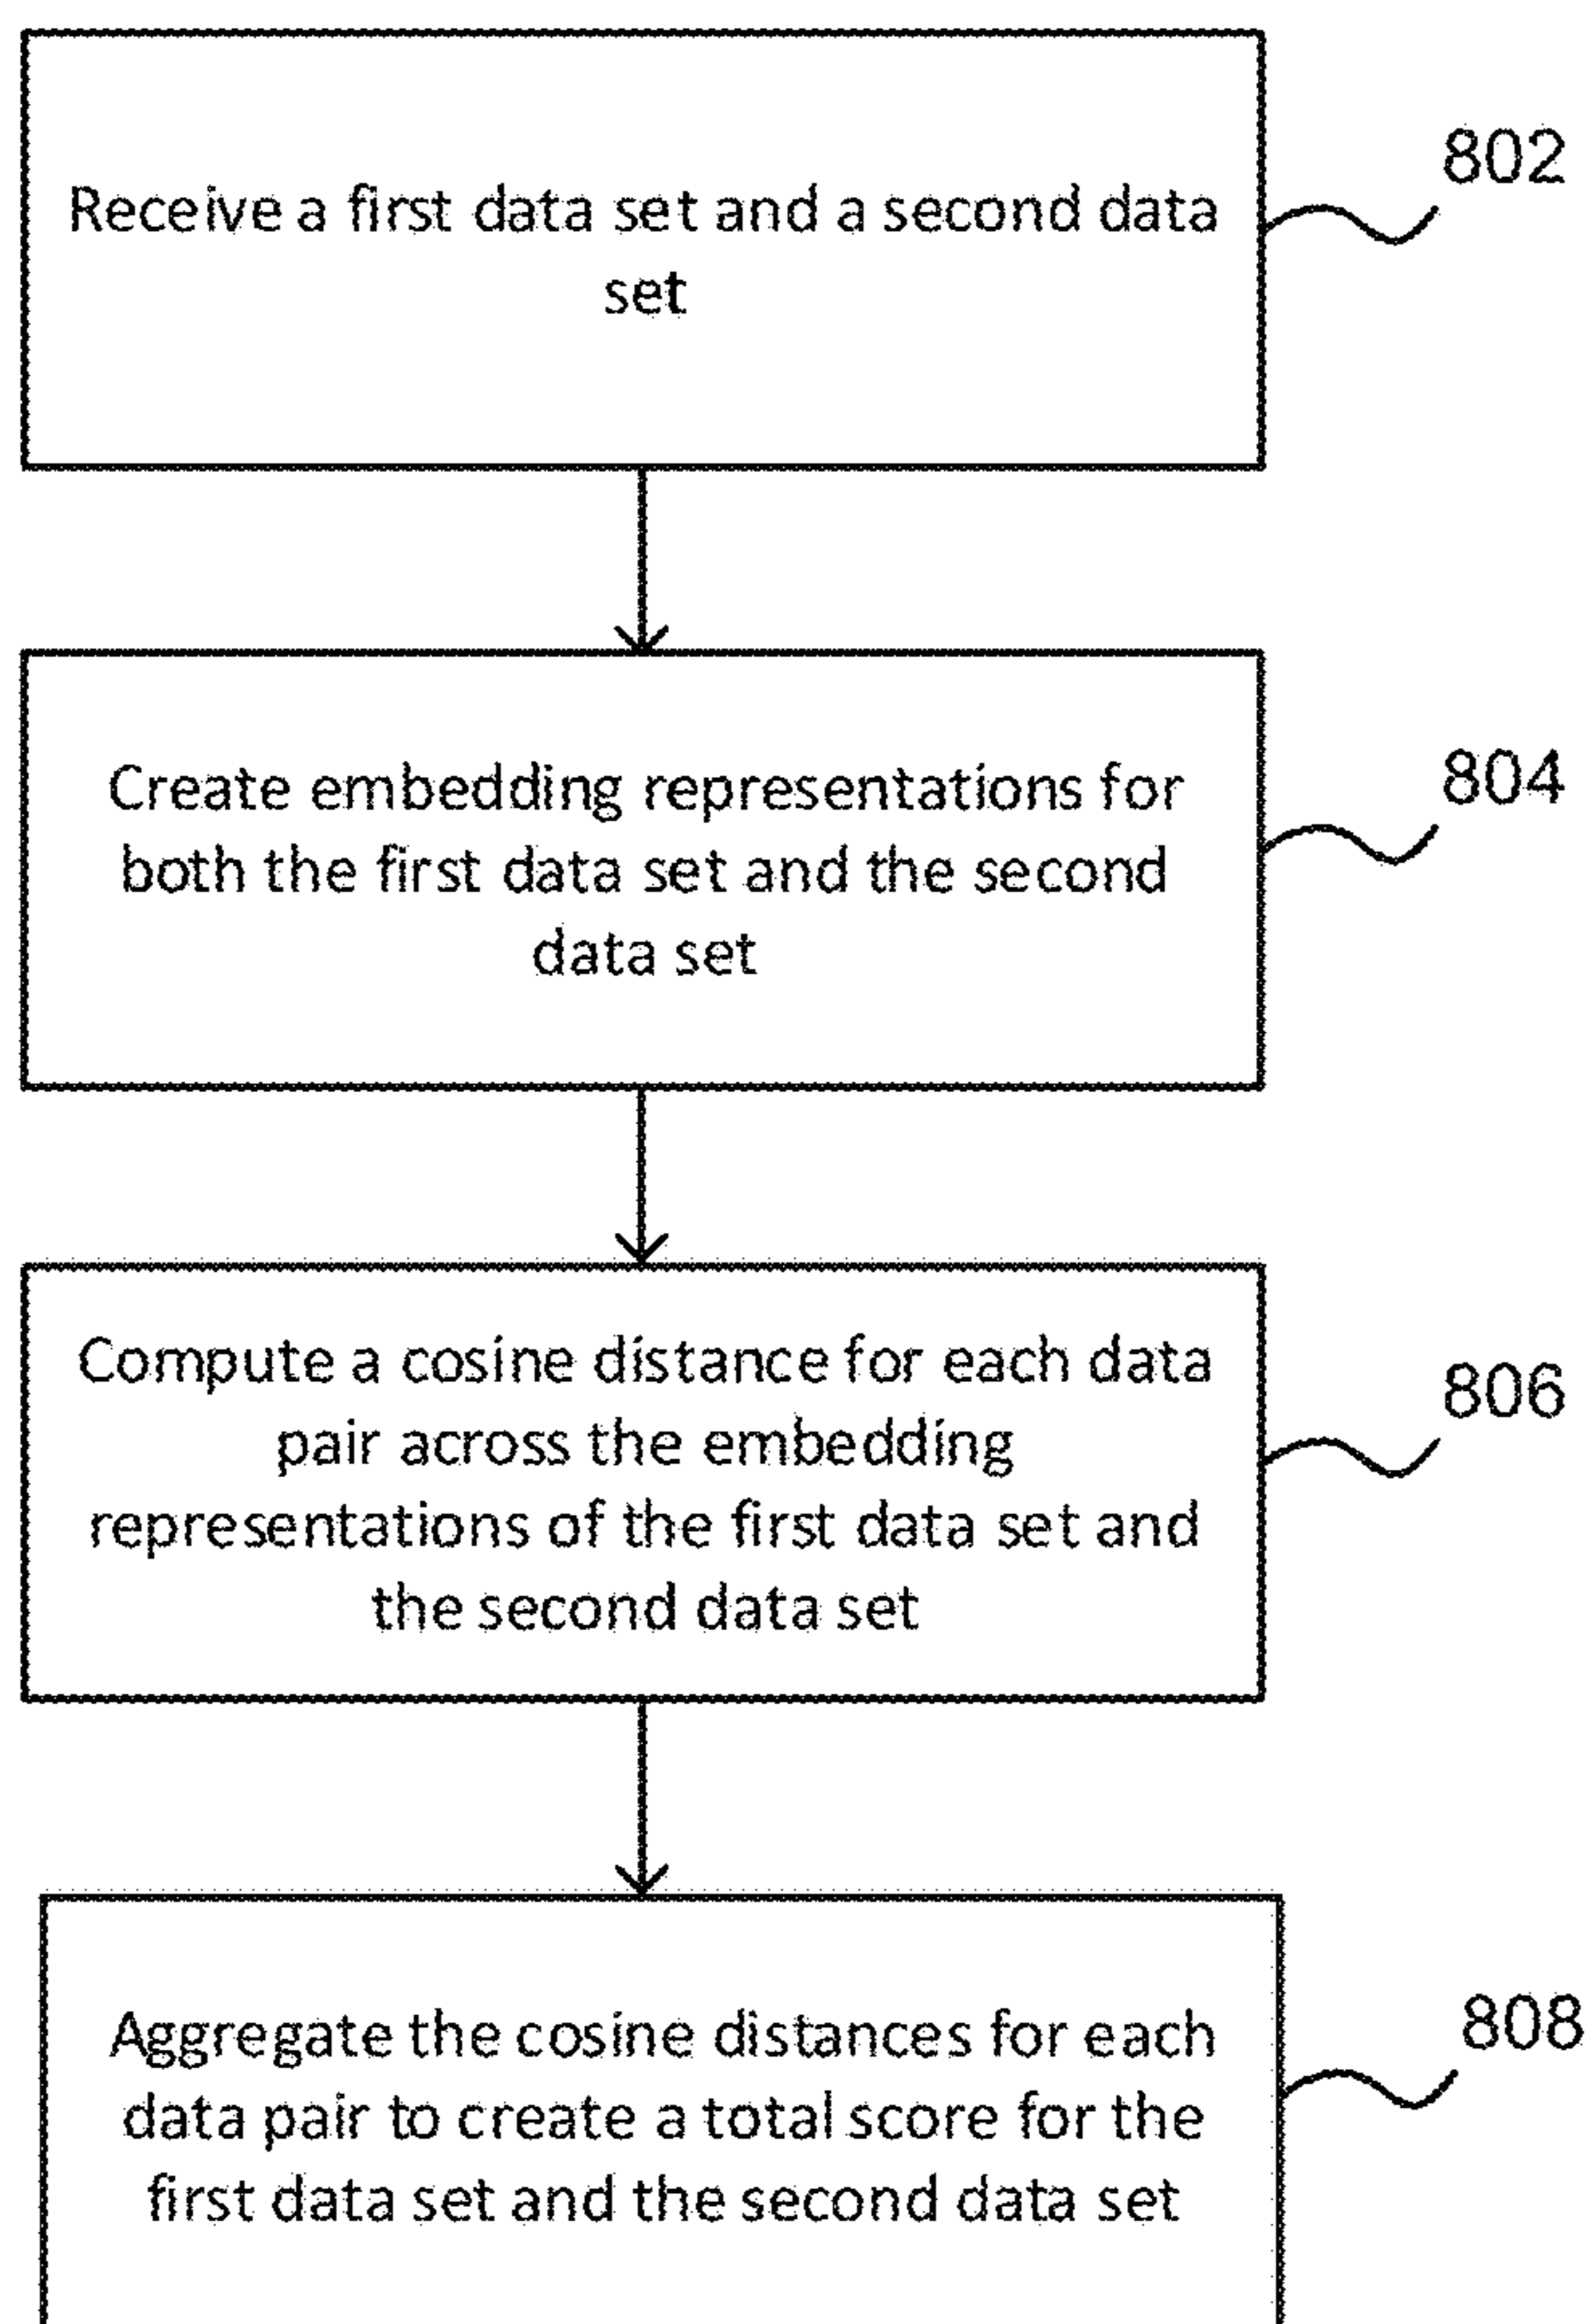 Receive a first data set and a second data
set
802
Create embedding representations for
both the first data set and the second
data set
804
Compute a cosine distance for each data
pair across the embedding
representations of the first data set and
the second data set
806
Aggregate the cosine distances for each
data pair to create a total score for the
first data set and the second data set
808